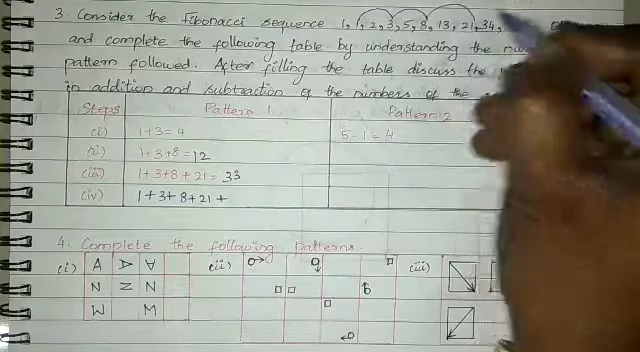 3. Consider the fibonacci sequence 1, 1, 2, 3, 5, 8, 13, 21, 34,
and complete the following table by understanding the
pattern followed. After filling the table discuss the
in addition and subtraction of the numbers of the
Steps Pattern 1. Pattern 2
(i) 1+3=4 5-1=4
(ii) 1+3+8=12
(iii) 1+3+8+21=33
(iv) 1+3+8+21+
4. Complete the following patterns.
(i) A A A (ii) (iii)
N N N
W M